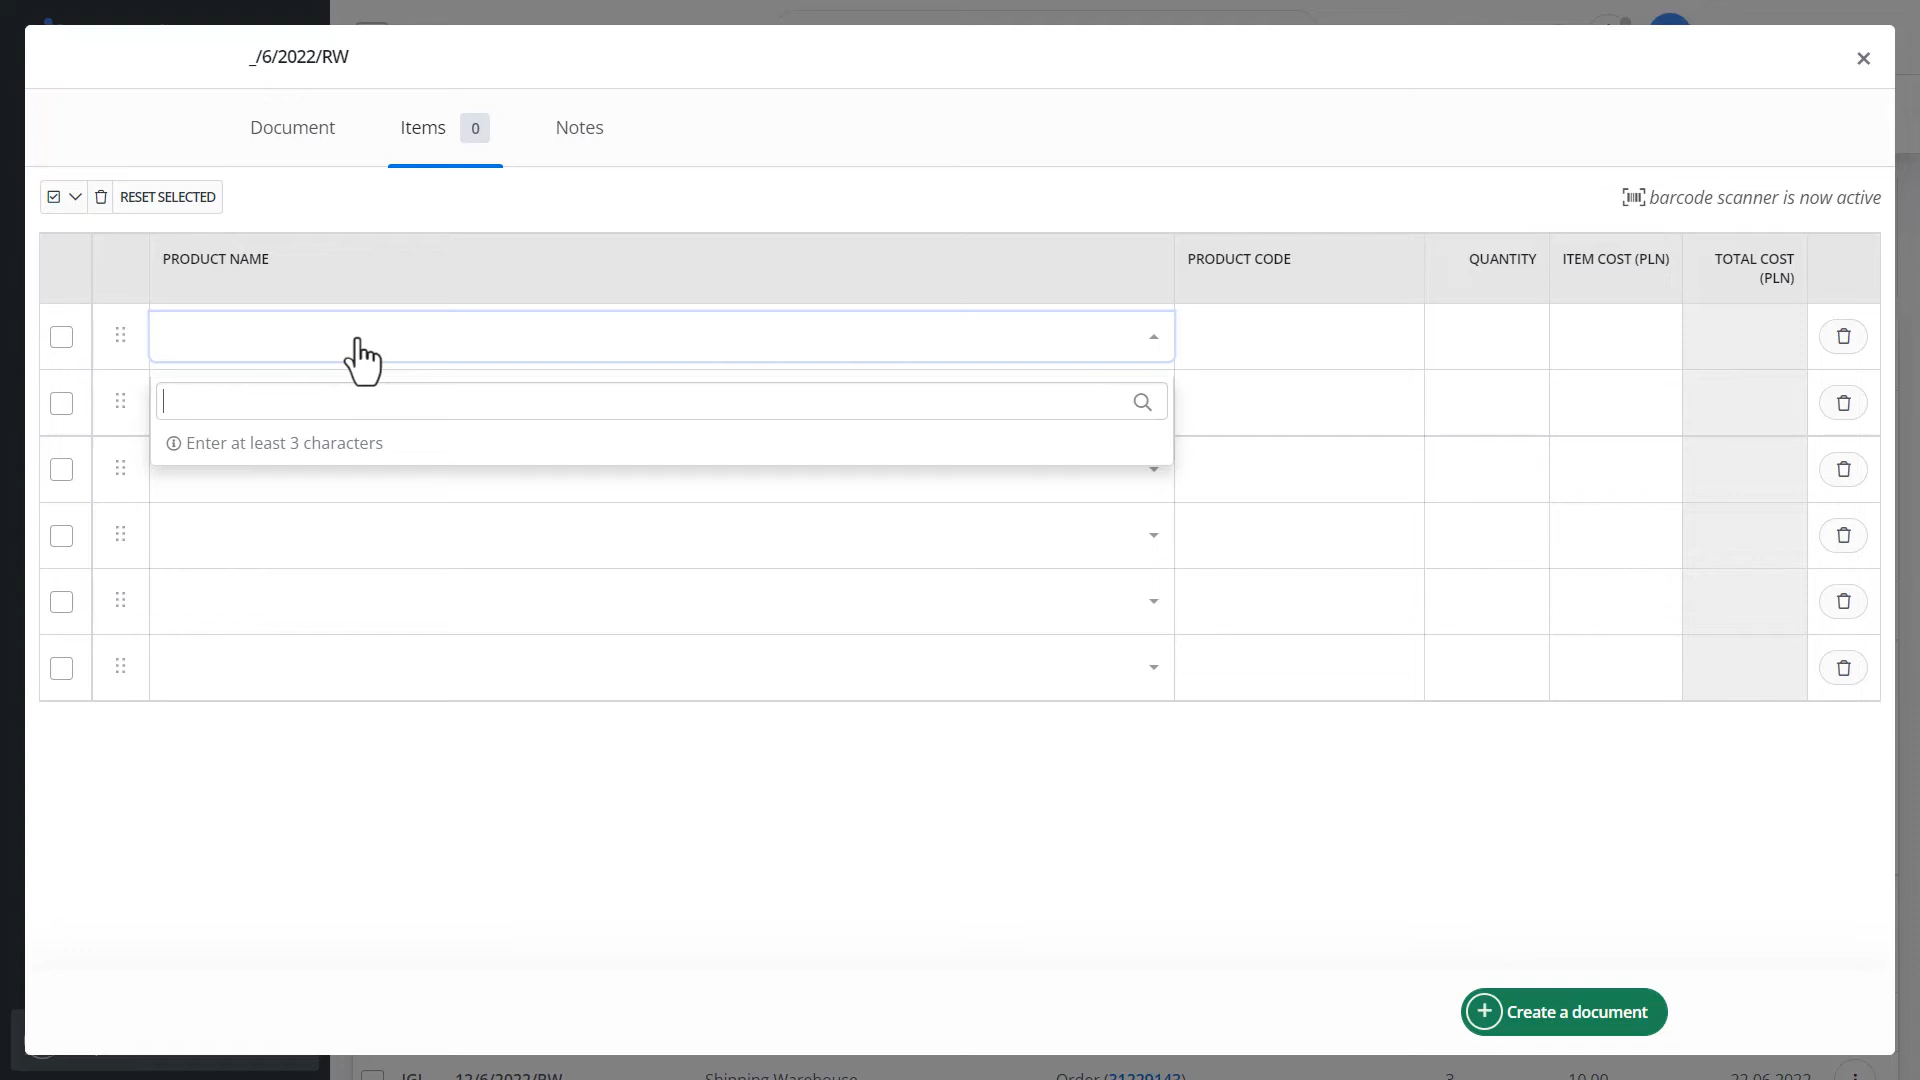 _/6/2022/RW
Document
Items 0
Notes
RESET SELECTED
barcode scanner is now active
PRODUCT NAME
PRODUCT CODE
QUANTITY
ITEM COST (PLN)
TOTAL COST
(PLN)
Enter at least 3 characters
Create a document
12/6/2022/RW
Shipping Warehouse
Order (31229143)
3
10.00
22.06.2022